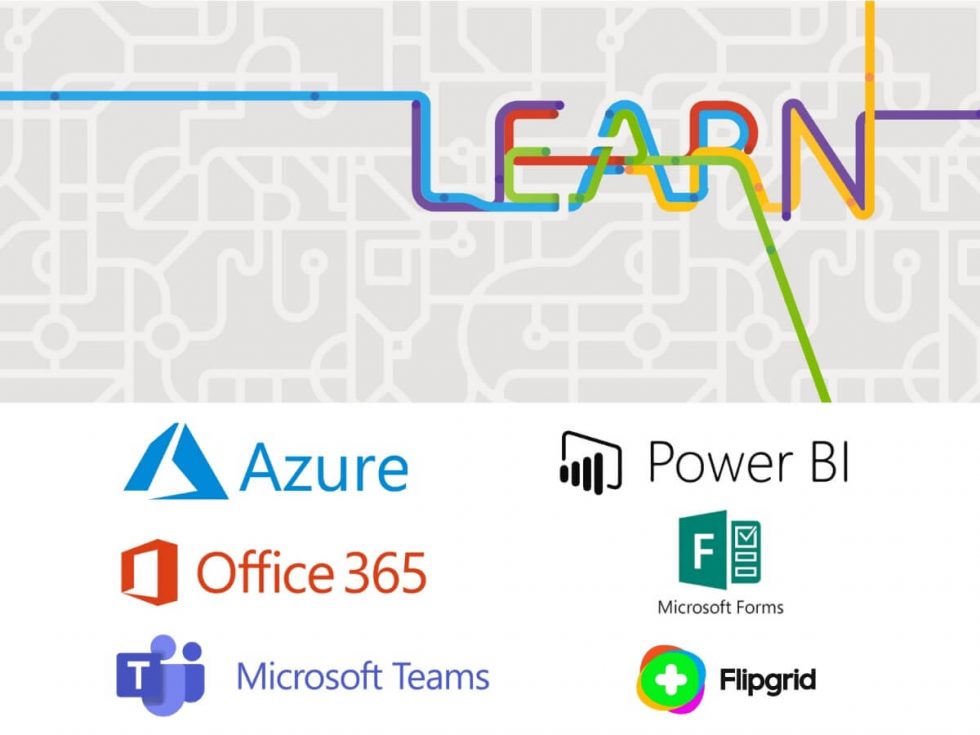 LEARN
Azure
Power BI
Office 365
F
Microsoft Forms
T
Microsoft Teams
Flipgrid